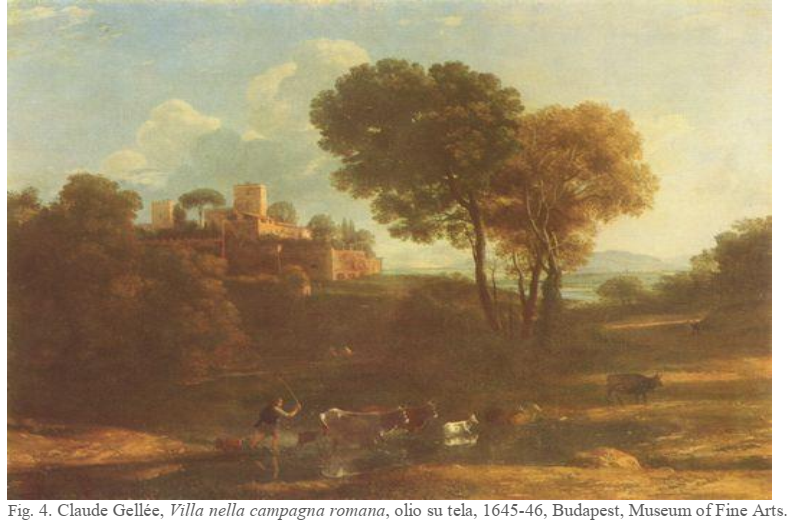 Fig. 4. Claude Gellée, Villa nella campagna romana, olio su tela, 1645-46, Budapest, Museum of Fine Arts.